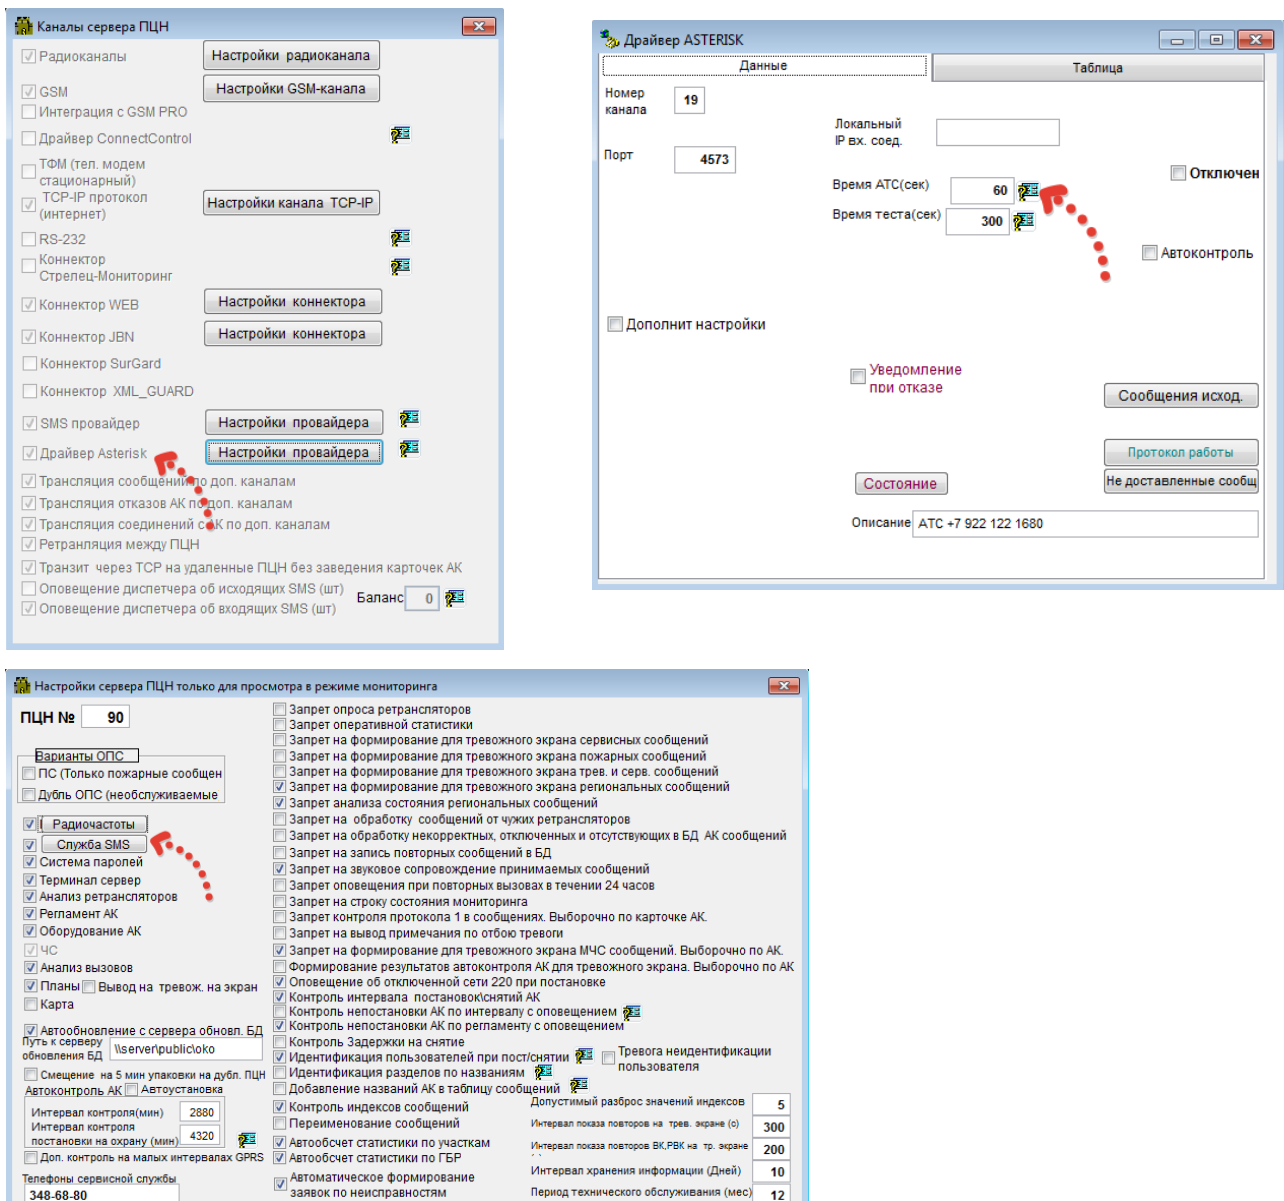 Каналы сервера ПЦН
Радиоканалы
Настройки радиоканала
GSM
Настройки GSM-канала
Интеграция с GSM PRO
Драйвер ConnectControl
ТФМ (тел. модем
стационарный)
TCP-IP протокол
(интернет)
Настройки канала TCP-IP
RS-232
Коннектор
Стрелец-Мониторинг
Коннектор WEB
Настройки коннектора
Коннектор JBN
Настройки коннектора
Коннектор SurGard
Коннектор XML_GUARD
SMS провайдер
Настройки провайдера
Драйвер Asterisk
Настройки провайдера
Трансляция сообщений по доп. каналам
Трансляция отказов АК по доп. каналам
Трансляция соединений с АК по доп. каналам
Ретранляция между ПЦН
Транзит через TCP на удаленные ПЦН без заведения карточек АК
Оповещение диспетчера об исходящих SMS (шт)
Оповещение диспетчера об входящих SMS (шт)
Баланс 0
Драйвер ASTERISK
Данные
Таблица
Номер
канала
19
Локальный
IP вх. соед.
Порт
4573
Отключен
Время АТС(сек)
60
Время теста(сек)
300
Автоконтроль
Дополнит настройки
Уведомление
при отказе
Сообщения исход.
Протокол работы
Состояние
Не доставленные сообщ
Описание АТС +7 922 122 1680
Настройки сервера ПЦН только для просмотра в режиме мониторинга
ПЦН № 90
Варианты ОПС
ПС (Только пожарные сообщен
Дубль ОПС (необслуживаемые
Радиочастоты
Служба SMS
Система паролей
Терминал сервер
Анализ ретрансляторов
Регламент АК
Оборудование АК
ЧС
Анализ вызовов
Планы
Вывод на тревож. на экран
Карта
Автообновление с сервера обновл. БД
Путь к серверу
обновления БД
\\server\public\oko
Смещение на 5 мин упаковки на дубл. ПЦН
Автоконтроль АК
Автоустановка
Интервал контроля(мин) 2880
Интервал контроля
постановки на охрану (мин) 4320
Доп. контроль на малых интервалах GPRS
Телефоны сервисной службы
348-68-80
Запрет опроса ретрансляторов
Запрет оперативной статистики
Запрет на формирование для тревожного экрана сервисных сообщений
Запрет на формирование для тревожного экрана пожарных сообщений
Запрет на формирование для тревожного экрана трев. и серв. сообщений
Запрет на формирование для тревожного экрана региональных сообщений
Запрет анализа состояния региональных сообщений
Запрет на обработку сообщений от чужих ретрансляторов
Запрет на обработку некорректных, отключенных и отсутствующих в БД АК сообщений
Запрет на запись повторных сообщений в БД
Запрет на звуковое сопровождение принимаемых сообщений
Запрет оповещения при повторных вызовах в течении 24 часов
Запрет на строку состояния мониторинга
Запрет контроля протокола 1 в сообщениях. Выборочно по карточке АК.
Запрет на вывод примечания по отбою тревоги
Запрет на формирование для тревожного экрана МЧС сообщений. Выборочно по АК.
Формирование результатов автоконтроля АК для тревожного экрана. Выборочно по АК
Оповещение об отключенной сети 220 при постановке
Контроль интервала постановок\снятий АК
Контроль непостановки АК по интервалу с оповещением
Контроль непостановки АК по регламенту с оповещением
Контроль Задержки на снятие
Идентификация пользователей при пост/снятии
Тревога неидентификации
пользователя
Идентификация разделов по названиям
Добавление названий АК в таблицу сообщений
Контроль индексов сообщений
Допустимый разброс значений индексов 5
Переименование сообщений
Интервал показа повторов на трев. экране (с) 300
Автообсчет статистики по участкам
Интервал показа повторов ВК,РВК на тр. экране 200
Автообсчет статистики по ГБР
Интервал хранения информации (Дней) 10
Автоматическое формирование
заявок по неисправностям
Период технического обслуживания (мес) 12